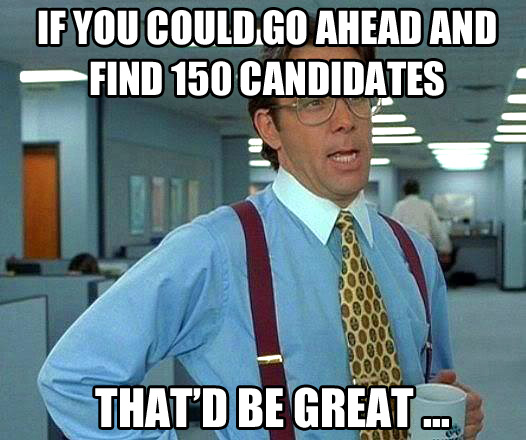 IF YOU COULD GO AHEAD AND
FIND 150 CANDIDATES
THAT'D BE GREAT ...